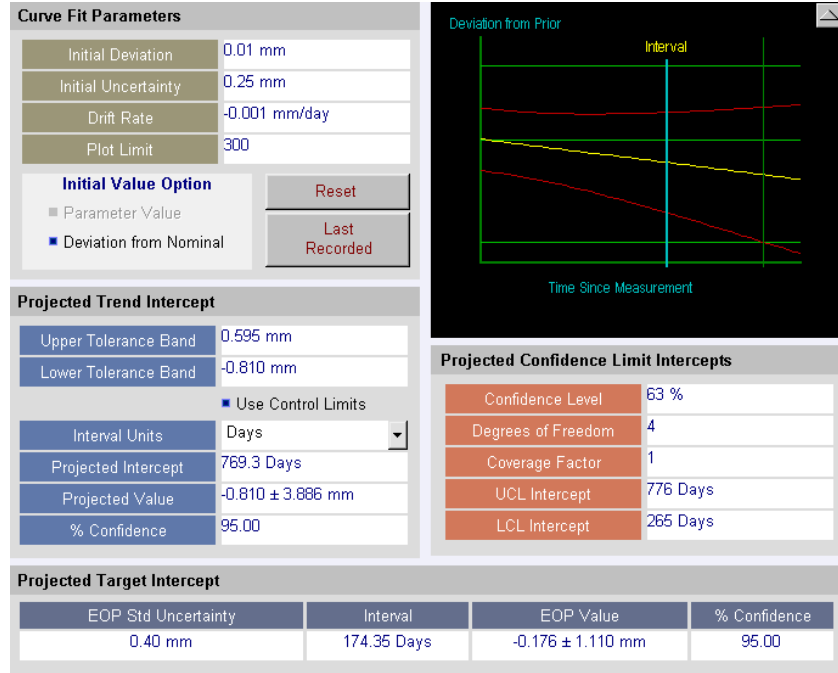 Curve Fit Parameters
Initial Deviation 0.01 mm
Initial Uncertainty 0.25 mm
Drift Rate -0.001 mm/day
Plot Limit 300
Initial Value Option
Parameter Value
Deviation from Nominal
Reset
Last
Recorded
Deviation from Prior
Interval
Time Since Measurement
Projected Trend Intercept
Upper Tolerance Band 0.595 mm
Lower Tolerance Band -0.810 mm
Use Control Limits
Interval Units Days
Projected Intercept 769.3 Days
Projected Value -0.810 ± 3.886 mm
% Confidence 95.00
Projected Confidence Limit Intercepts
Confidence Level 63 %
Degrees of Freedom 4
Coverage Factor 1
UCL Intercept 776 Days
LCL Intercept 265 Days
Projected Target Intercept
EOP Std Uncertainty Interval EOP Value % Confidence
0.40 mm 174.35 Days -0.176 ± 1.110 mm 95.00